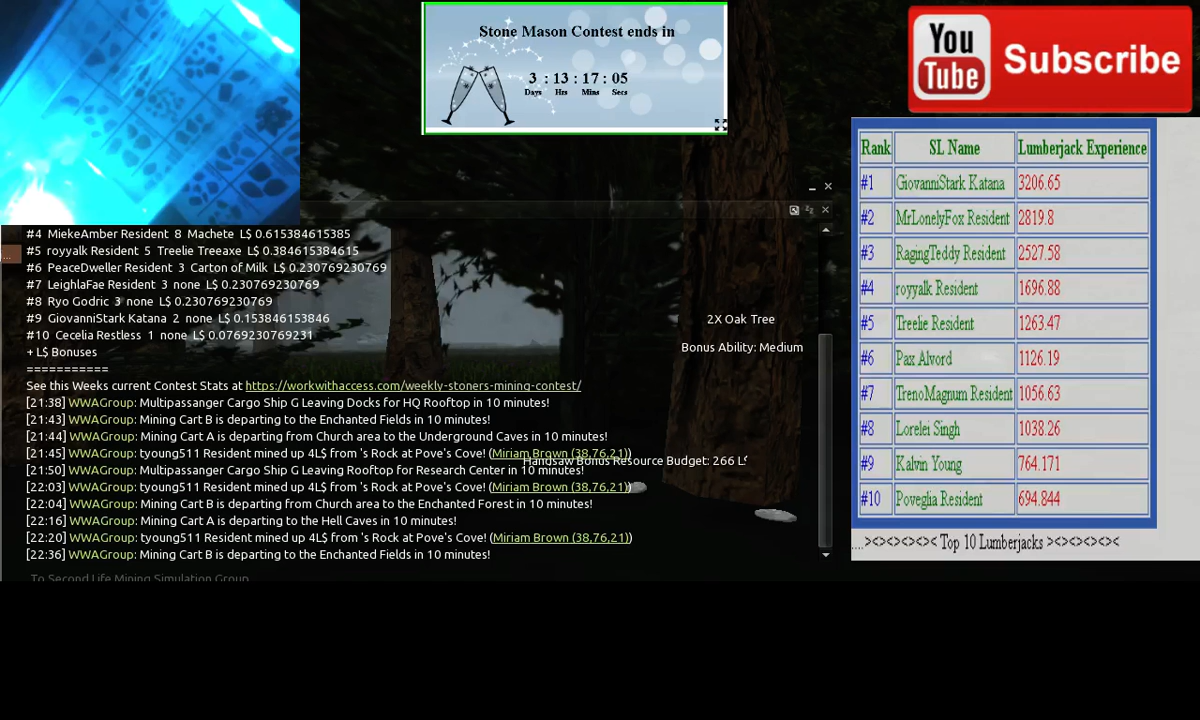 Stone Mason Contest ends in
3 : 13 : 17 : 05
Days Hrs Mins Secs
You Tube Subscribe
#4 MiekeAmber Resident 8 Machete L$ 0.615384615385
#5 royyalk Resident 5 Treelie Treeaxe L$ 0.384615384615
#6 PeaceDweller Resident 3 Carton of Milk L$ 0.230769230769
#7 LeighlaFae Resident 3 none L$ 0.230769230769
#8 Ryo Godric 3 none L$ 0.230769230769
#9 GiovanniStark Katana 2 none L$ 0.153846153846
#10 Cecelia Restless 1 none L$ 0.0769230769231
+ L$ Bonuses
===========
See this Weeks current Contest Stats at https://workwithaccess.com/weekly-stoners-mining-contest/
[21:38] WWAGroup: Multipassanger Cargo Ship G Leaving Docks for HQ Rooftop in 10 minutes!
[21:43] WWAGroup: Mining Cart B is departing to the Enchanted Fields in 10 minutes!
[21:44] WWAGroup: Mining Cart A is departing from Church area to the Underground Caves in 10 minutes!
[21:45] WWAGroup: tyoung511 Resident mined up 4L$ from 's Rock at Pove's Cove! (Miriam Brown (38,76,21))
[21:50] WWAGroup: Multipassanger Cargo Ship G Leaving Rooftop for Research Center in 10 minutes!
[22:03] WWAGroup: tyoung511 Resident mined up 4L$ from 's Rock at Pove's Cove! (Miriam Brown (38,76,21))
[22:04] WWAGroup: Mining Cart B is departing from Church area to the Enchanted Forest in 10 minutes!
[22:16] WWAGroup: Mining Cart A is departing to the Hell Caves in 10 minutes!
[22:20] WWAGroup: tyoung511 Resident mined up 4L$ from 's Rock at Pove's Cove! (Miriam Brown (38,76,21))
[22:36] WWAGroup: Mining Cart B is departing to the Enchanted Fields in 10 minutes!
To Second Life Mining Simulation Group
2X Oak Tree
Bonus Ability: Medium
Handsaw Bonus Resource Budget: 266 L$
Rank SL Name Lumberjack Experience
#1 GiovanniStark Katana 3206.65
#2 MrLonelyFox Resident 2819.8
#3 RagingTeddy Resident 2527.58
#4 royyalk Resident 1696.88
#5 Treelie Resident 1263.47
#6 Pax Alvord 1126.19
#7 TrenoMagnum Resident 1056.63
#8 Lorelei Singh 1038.26
#9 Kalvin Young 764.171
#10 Poveglia Resident 694.844
....><><><><>< Top 10 Lumberjacks ><><><><><